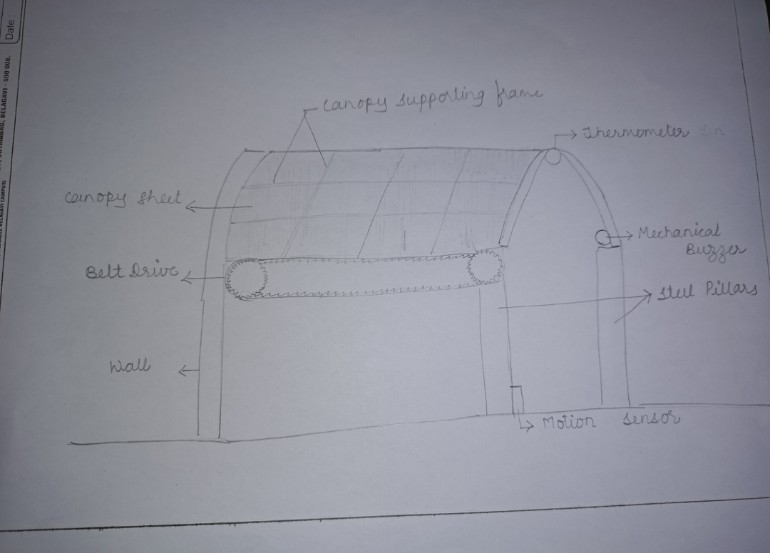 Date:
canopy supporting frame
Thermometer
canopy sheet
Mechanical
Buzzer
Belt Drive
Steel Pillars
Wall
Motion sensor